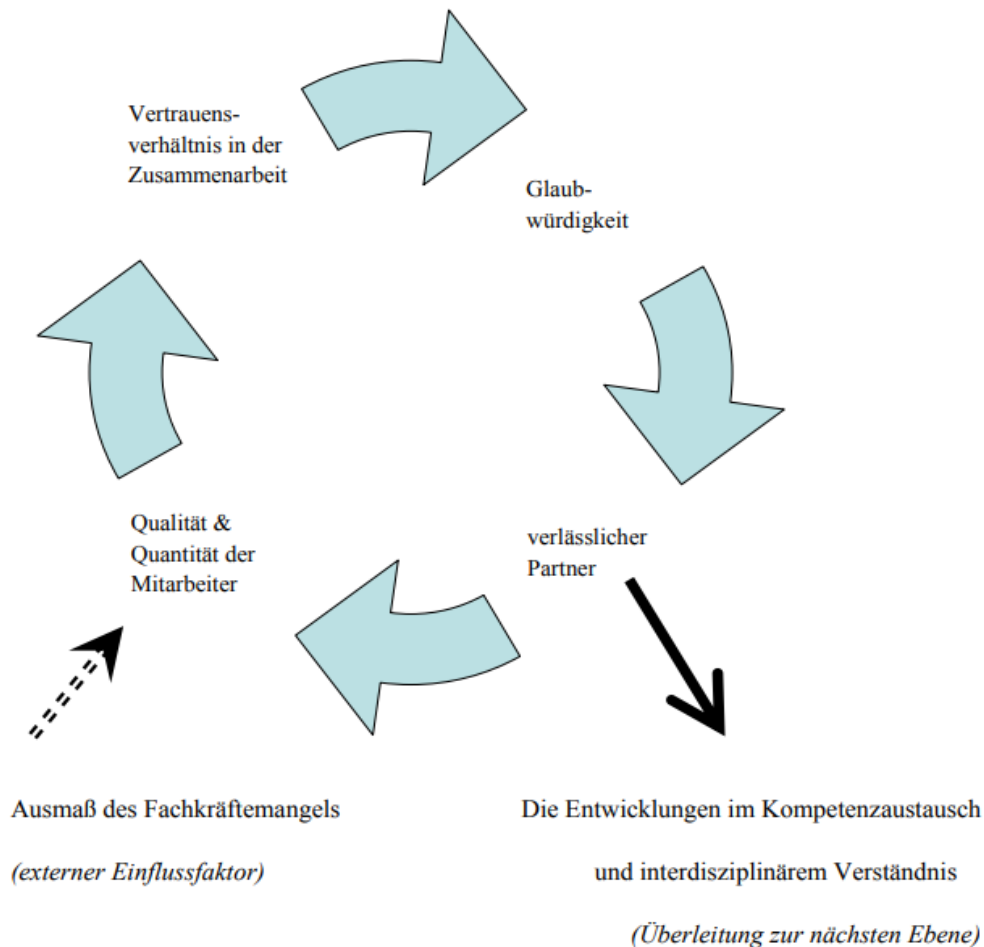 Vertrauens-
verhältnis in der
Zusammenarbeit
Glaub-
würdigkeit
Qualität &
Quantität der
Mitarbeiter
verlässlicher
Partner
Ausmaß des Fachkräftemangels
(externer Einflussfaktor)
Die Entwicklungen im Kompetenzaustausch
und interdisziplinärem Verständnis
(Überleitung zur nächsten Ebene)